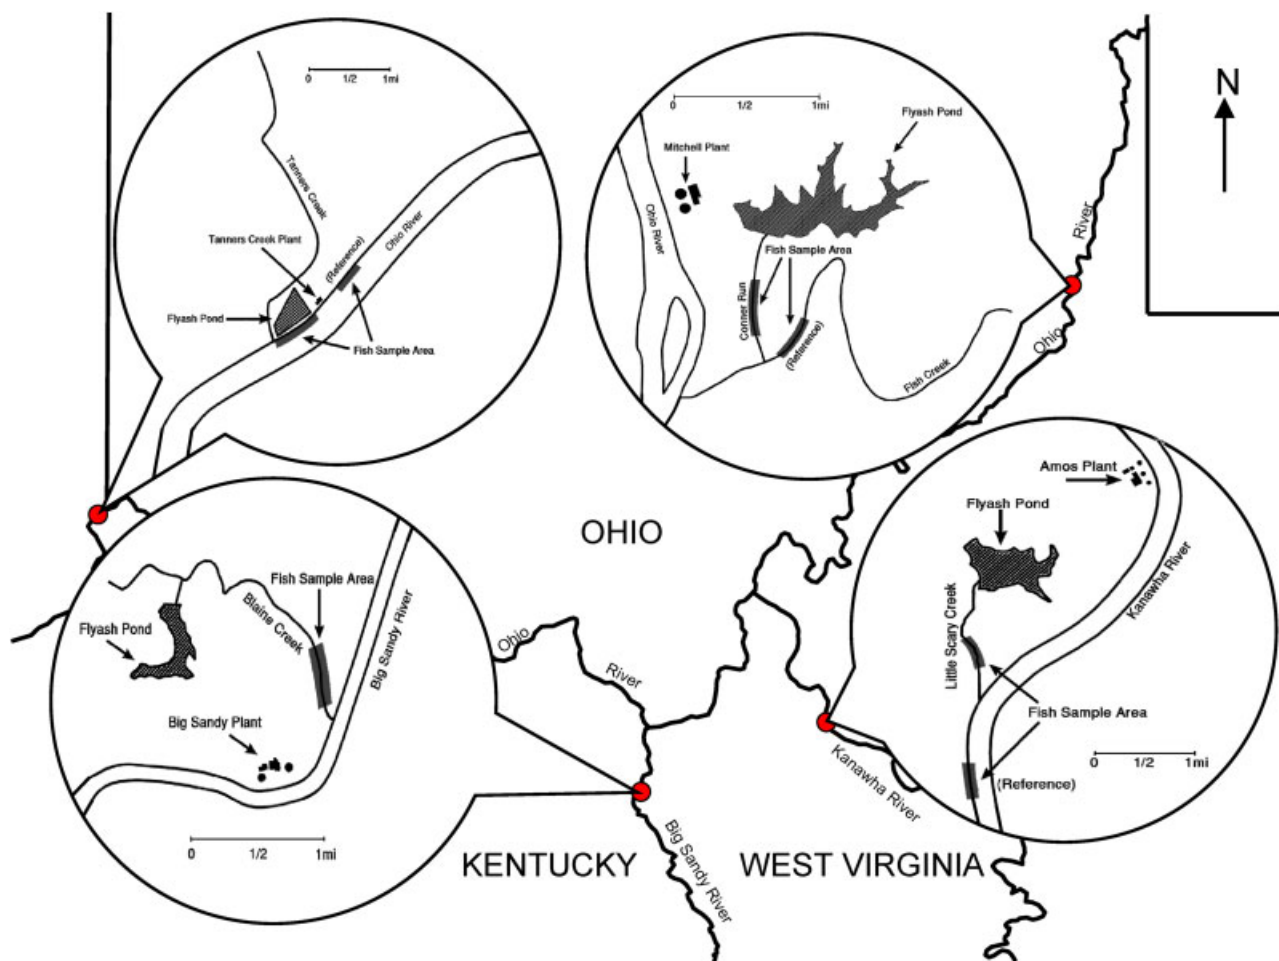 0 1/2 1mi
Tanners Creek
Tanners Creek Plant
(Reference)
Ohio River
Flyash Pond
Fish Sample Area
0 1/2 1mi
Flyash Pond
Mitchell Plant
Ohio River
Fish Sample Area
Conner Run
(Reference)
Fish Creek
N
River
Ohio
OHIO
Amos Plant
Flyash Pond
Kanawha River
Little Scary Creek
Fish Sample Area
0 1/2 1mi
(Reference)
Fish Sample Area
Blaine Creek
Flyash Pond
Big Sandy River
Big Sandy Plant
0 1/2 1mi
Ohio
River
Kanawha River
Big Sandy River
KENTUCKY
WEST VIRGINIA